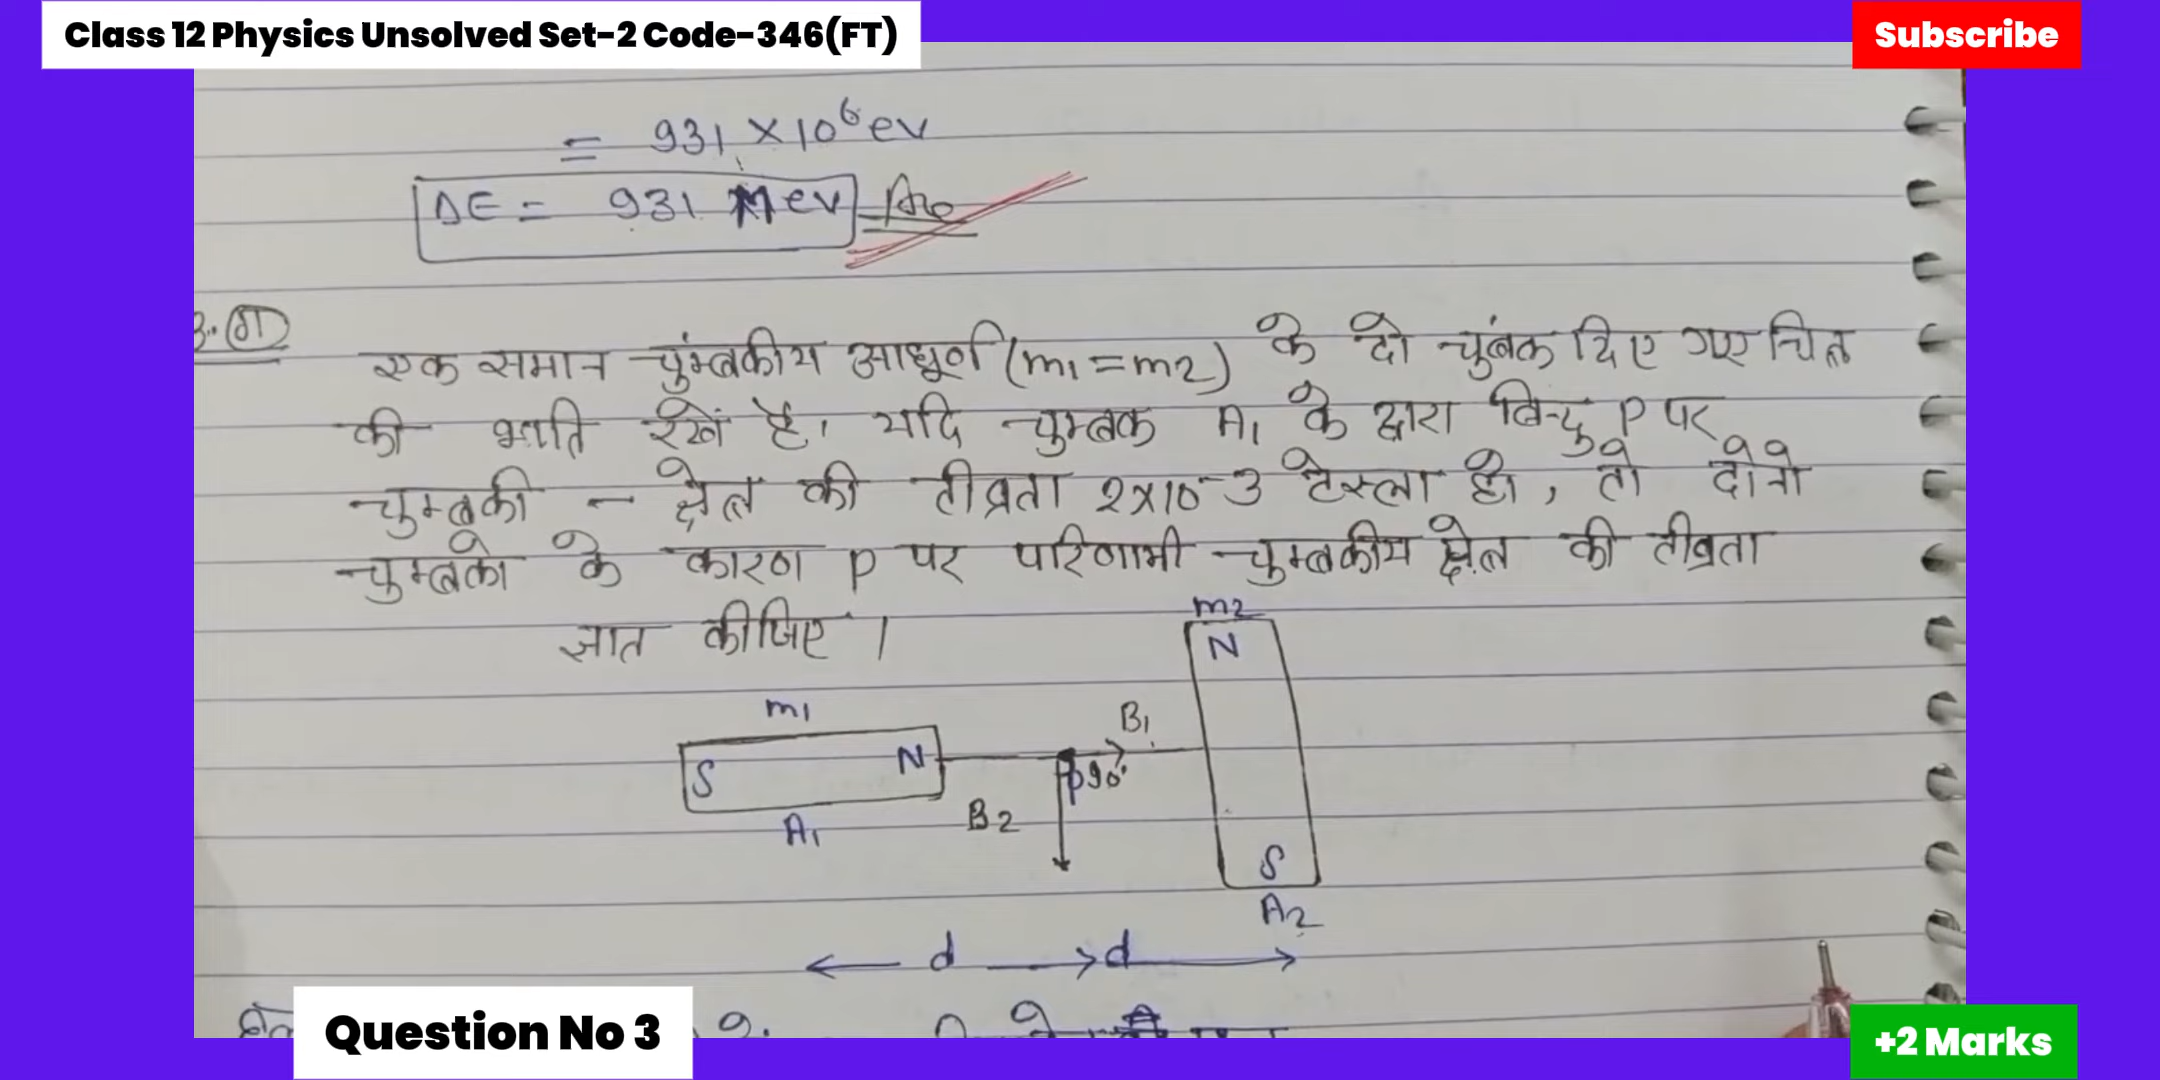 Class 12 Physics Unsolved Set-2 Code-346(FT)
Subscribe
= 931 × 10⁶ ev
ΔE = 931 Mev Ans
एक समान चुंम्बकीय आघूर्ण (m1 = m2) के दो चुंबक दिए गए चित्र
की भाति रखें है, यदि चुम्बक A1 के द्वारा बिन्दु P पर
चुम्बकी - क्षेत्र की तीव्रता 2×10-3 टेस्ला हो, तो दोनो
चुम्बको के कारण P पर परिणामी चुम्बकीय क्षेत्र की तीव्रता
ज्ञात कीजिए ।
m2
N
m1
B1
S N
P 90°
A1
B2
S
A2
d d
Question No 3
+2 Marks